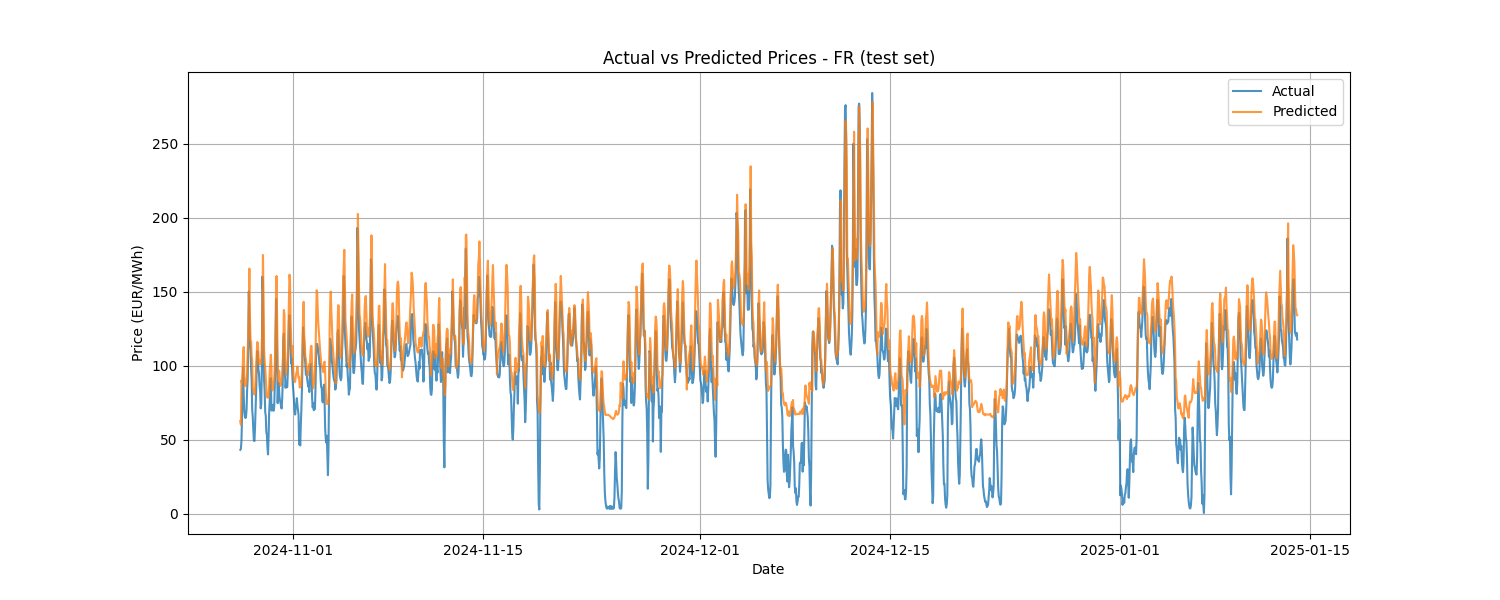 Actual vs Predicted Prices - FR (test set)
Actual
Predicted
Price (EUR/MWh)
250
200
150
100
50
0
2024-11-01 2024-11-15 2024-12-01 2024-12-15 2025-01-01 2025-01-15
Date